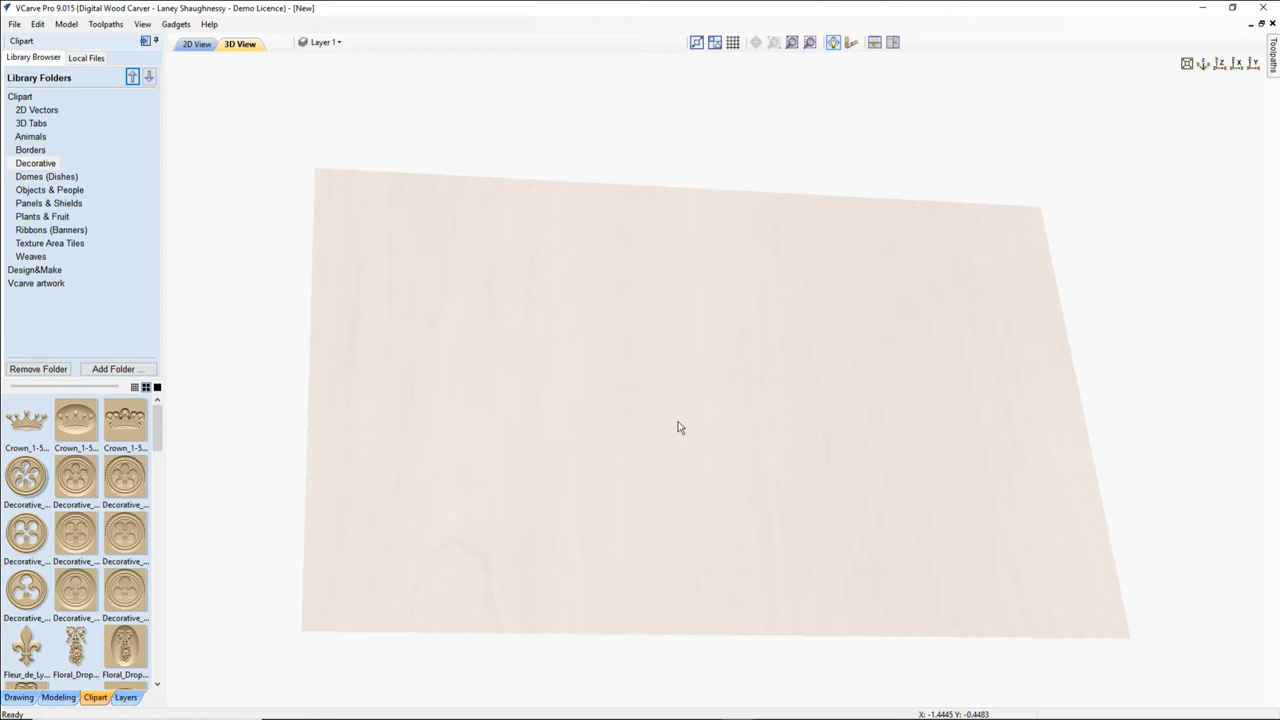 VCarve Pro 9.015 {Digital Wood Carver - Laney Shaughnessy - Demo Licence} - [New]
File Edit Model Toolpaths View Gadgets Help
Clipart
2D View 3D View Layer 1
Library Browser Local Files
Toolpaths
Library Folders
Clipart
2D Vectors
3D Tabs
Animals
Borders
Decorative
Domes (Dishes)
Objects & People
Panels & Shields
Plants & Fruit
Ribbons (Banners)
Texture Area Tiles
Weaves
Design&Make
Vcarve artwork
Remove Folder Add Folder ...
Crown_1-5... Crown_1-5... Crown_1-5...
Decorative_... Decorative_... Decorative_...
Decorative_... Decorative_... Decorative_...
Decorative_... Decorative_... Decorative_...
Fleur_de_Ly... Floral_Drop... Floral_Drop...
Drawing Modeling Clipart Layers
Ready X: -1.4445 Y: -0.4483